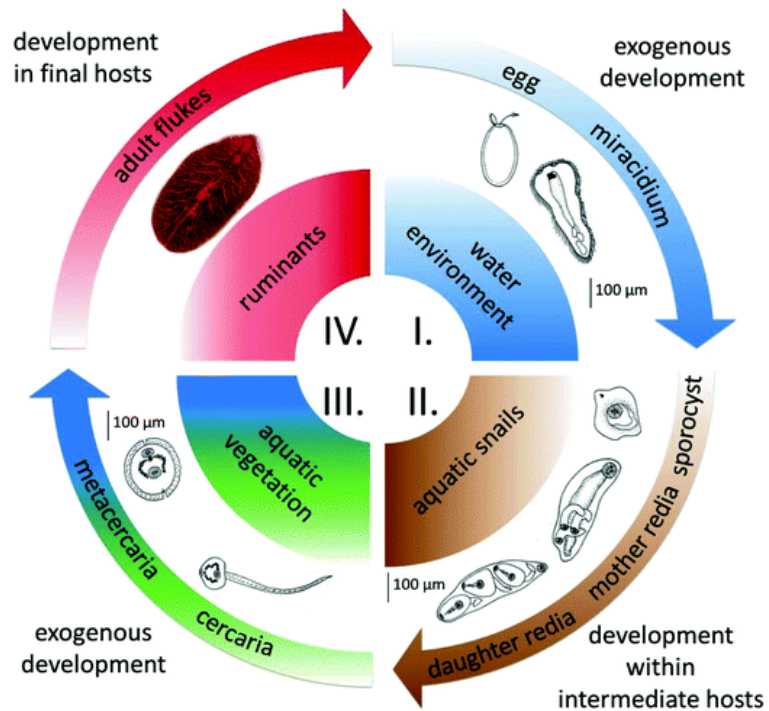 development
in final hosts
exogenous
development
adult flukes
egg
miracidium
ruminants
water
environment
100 µm
IV.
I.
III.
II.
100 µm
aquatic
vegetation
aquatic snails
sporocyst
mother redia
daughter redia
metacercaria
cercaria
100 µm
exogenous
development
development
within
intermediate hosts